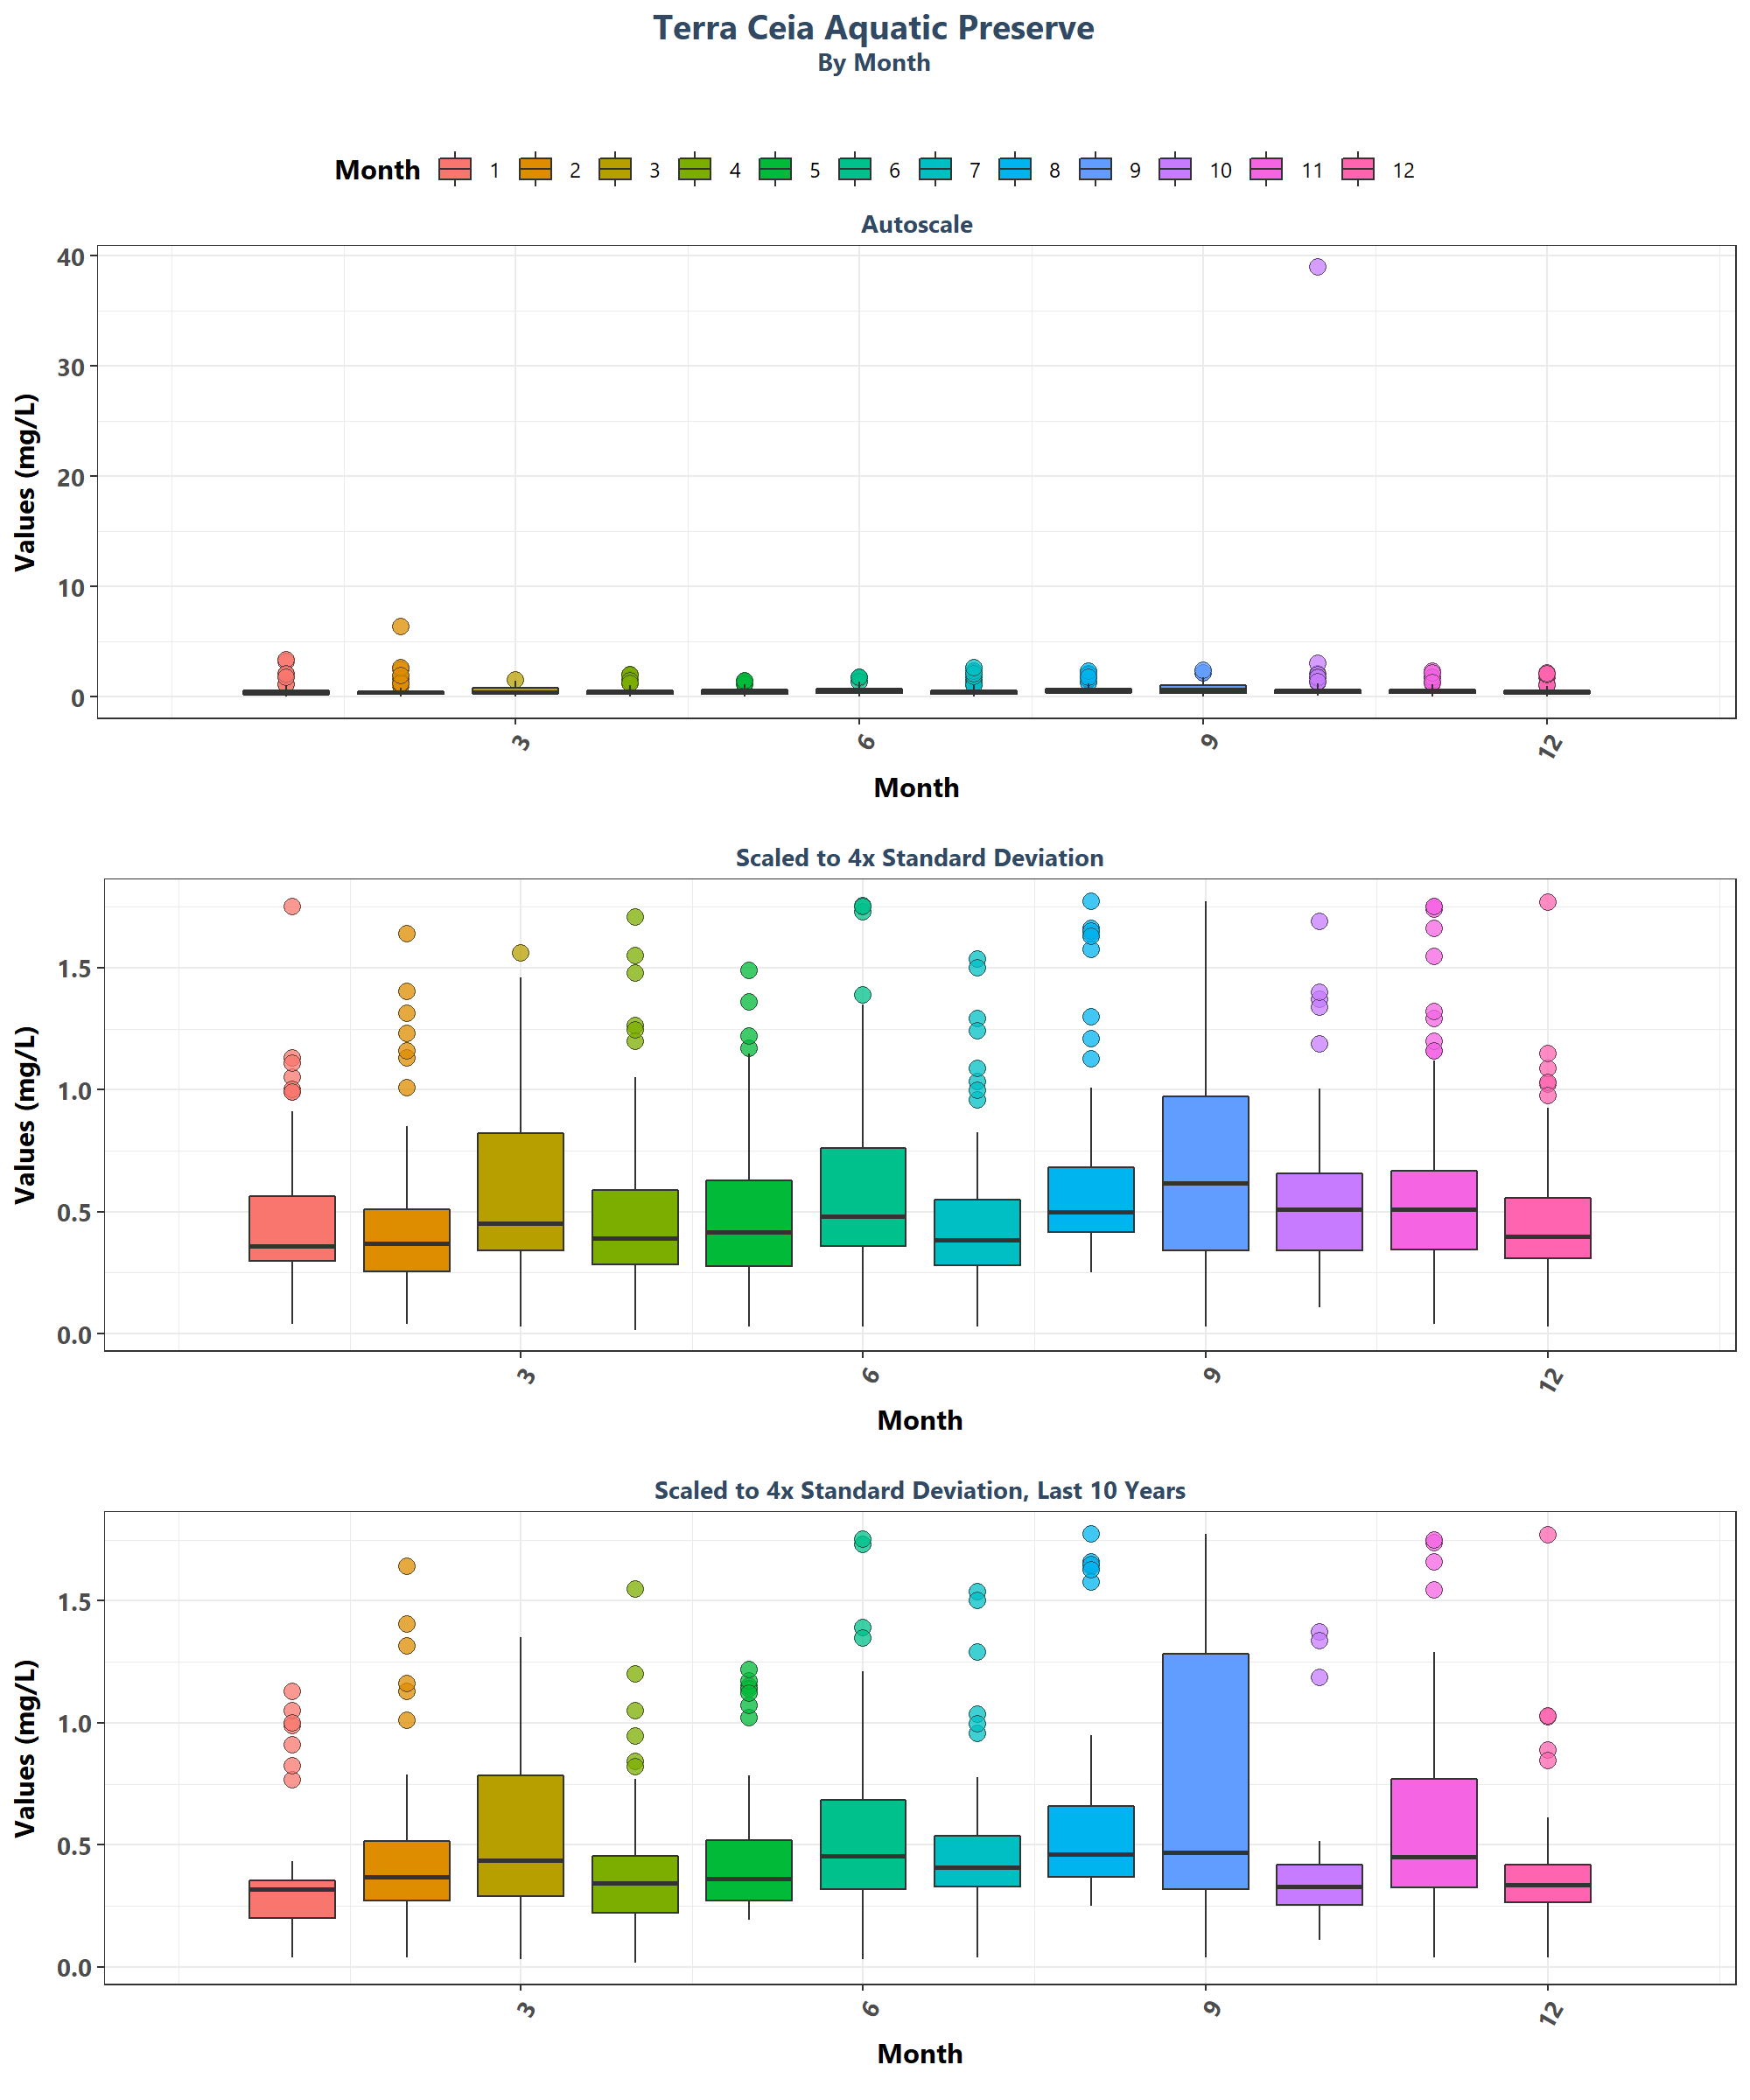 Terra Ceia Aquatic Preserve
By Month
Month 1 2 3 4 5 6 7 8 9 10 11 12
Autoscale
Values (mg/L)
40
30
20
10
0
3 6 9 12
Month
Scaled to 4x Standard Deviation
Values (mg/L)
1.5
1.0
0.5
0.0
3 6 9 12
Month
Scaled to 4x Standard Deviation, Last 10 Years
Values (mg/L)
1.5
1.0
0.5
0.0
3 6 9 12
Month